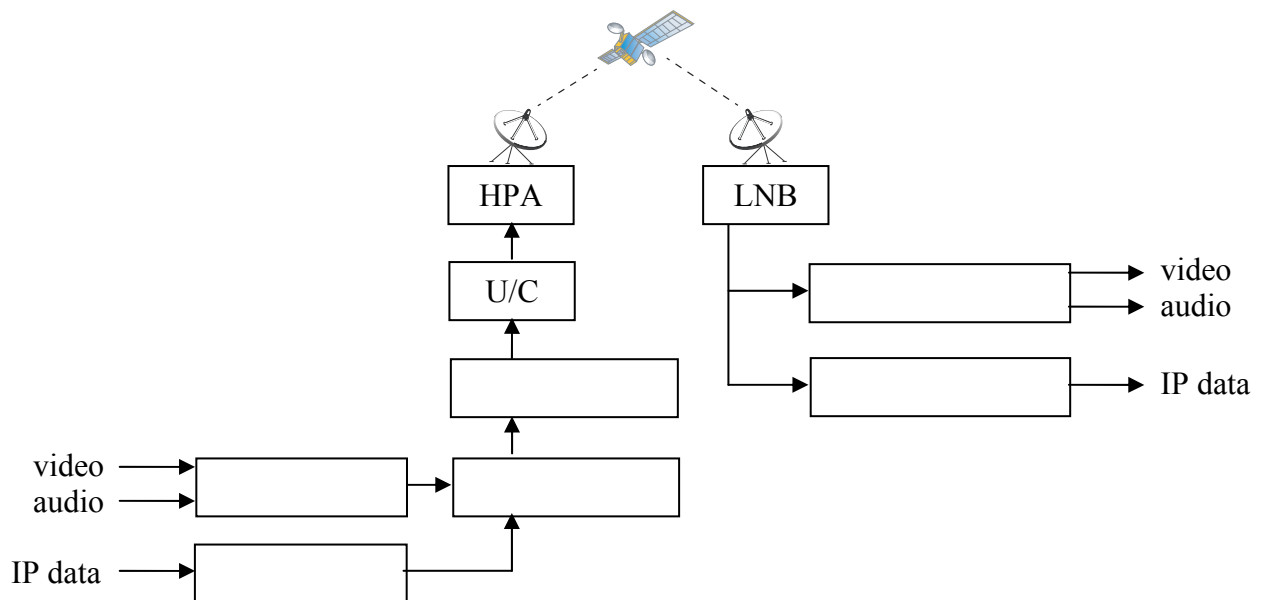 HPA
LNB
U/C
video
audio
IP data
video
audio
IP data